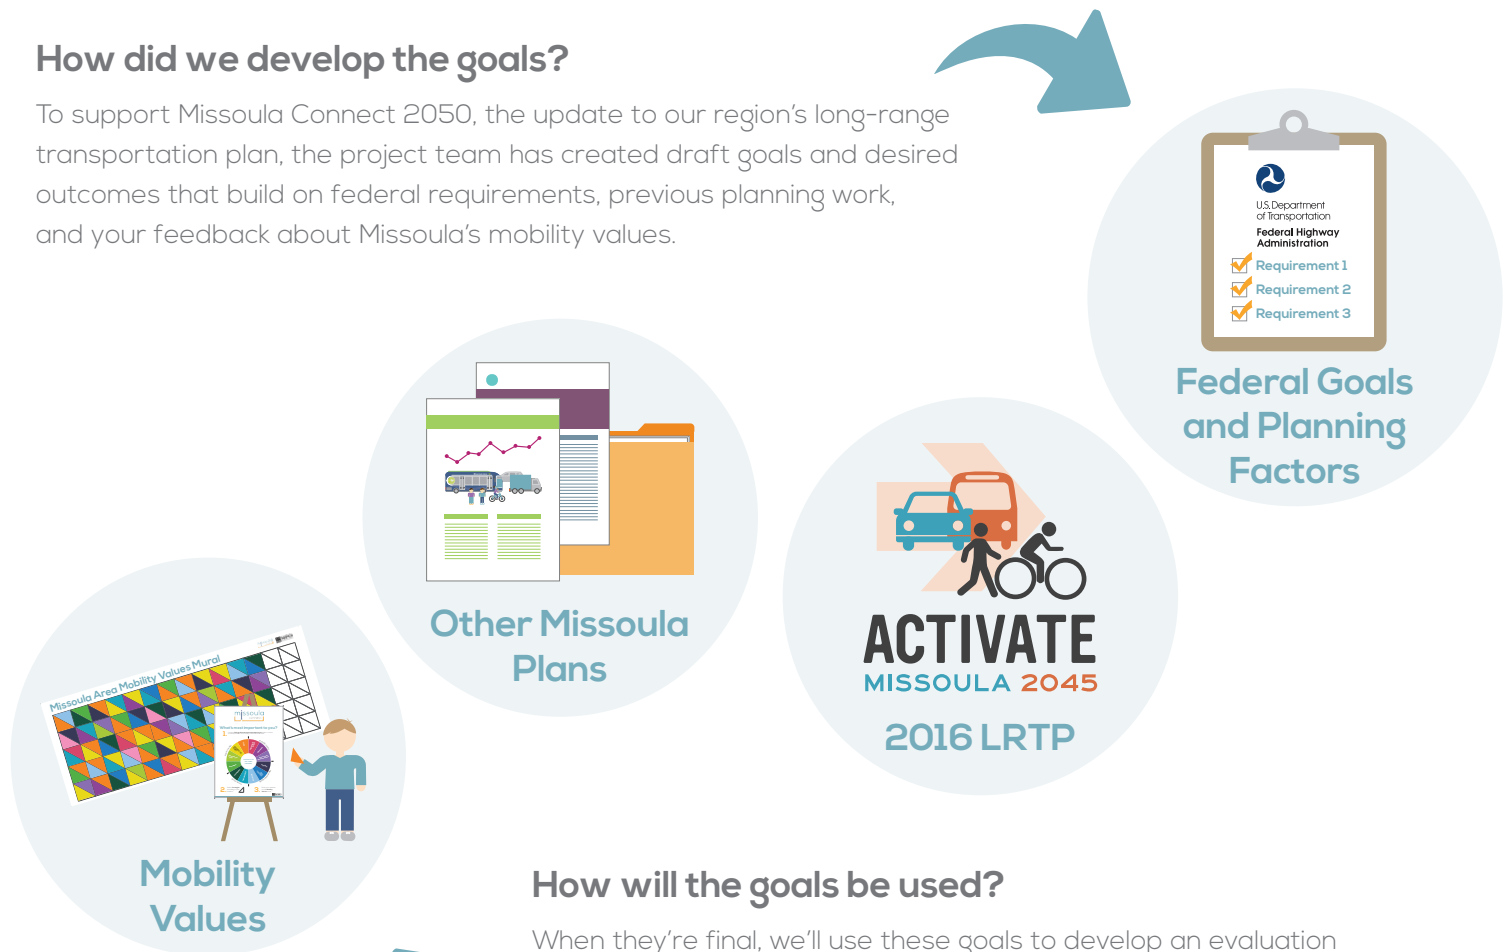 How did we develop the goals?
To support Missoula Connect 2050, the update to our region's long-range
transportation plan, the project team has created draft goals and desired
outcomes that build on federal requirements, previous planning work,
and your feedback about Missoula's mobility values.
U.S. Department
of Transportation
Federal Highway
Administration
Requirement 1
Requirement 2
Requirement 3
Federal Goals
and Planning
Factors
Other Missoula
Plans
ACTIVATE
MISSOULA 2045
2016 LRTP
Missoula Area Mobility Values Mural
missoula
1.
2.
3.
Mobility
Values
How will the goals be used?
When they're final, we'll use these goals to develop an evaluation